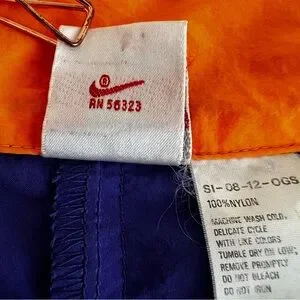 ®
RN 56323
SI-08-12-OGS
100% NYLON
MACHINE WASH COLD,
DELICATE CYCLE
WITH LIKE COLORS
TUMBLE DRY ON LOW,
REMOVE PROMPTLY
DO NOT BLEACH
DO NOT IRON